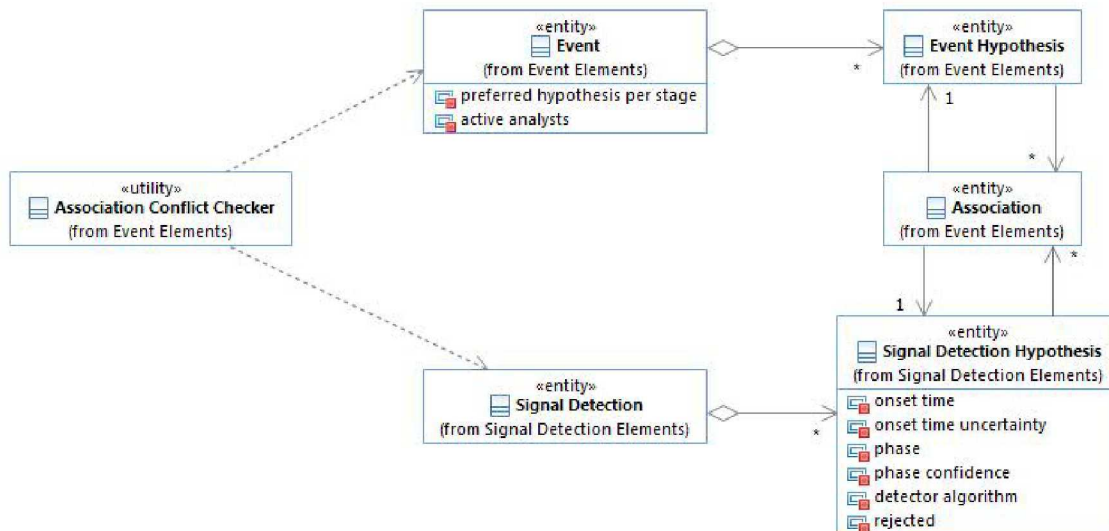 «entity»
Event
(from Event Elements)
preferred hypothesis per stage
active analysts
*
«entity»
Event Hypothesis
(from Event Elements)
1
*
«utility»
Association Conflict Checker
(from Event Elements)
«entity»
Association
(from Event Elements)
*
1
«entity»
Signal Detection
(from Signal Detection Elements)
*
«entity»
Signal Detection Hypothesis
(from Signal Detection Elements)
onset time
onset time uncertainty
phase
phase confidence
detector algorithm
rejected